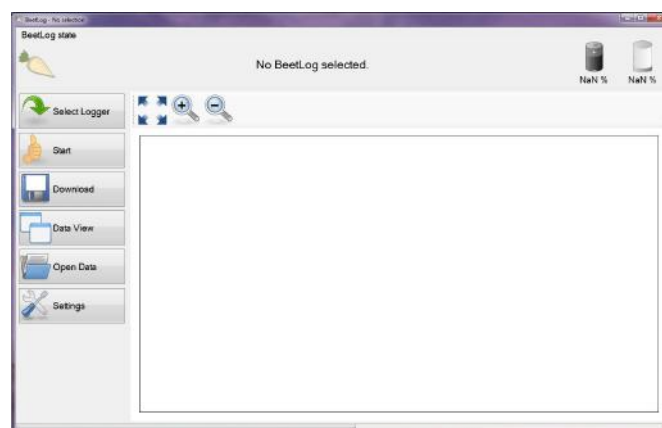 BeetLog - No selection
BeetLog state
No BeetLog selected.
NaN %
NaN %
Select Logger
Start
Download
Data View
Open Data
Settings